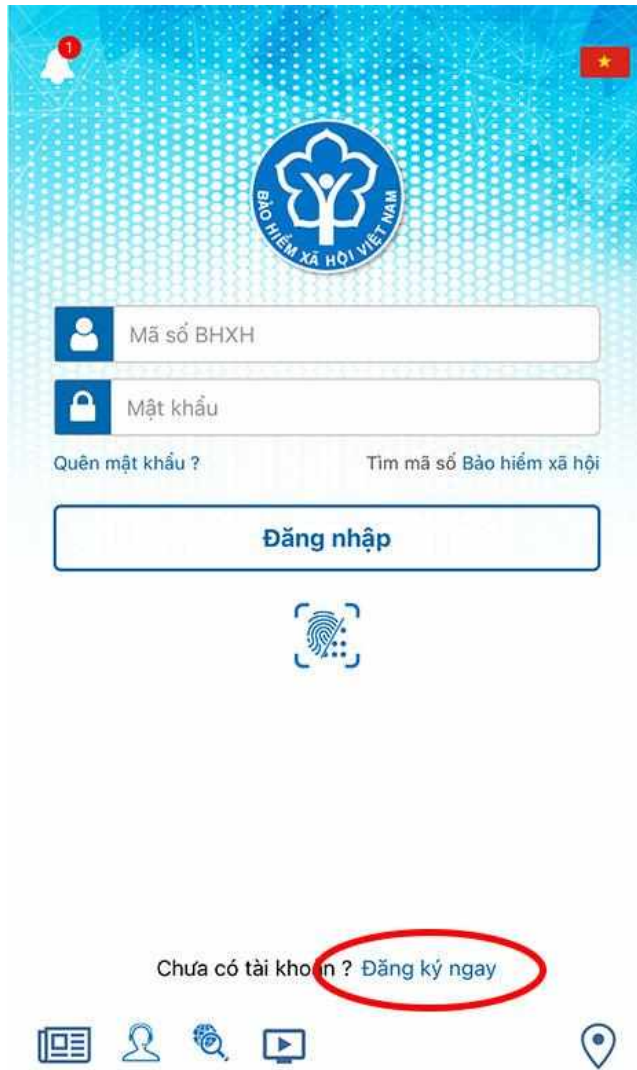 1
BẢO HIỂM XÃ HỘI VIỆT NAM
Mã số BHXH
Mật khẩu
Quên mật khẩu ? Tìm mã số Bảo hiểm xã hội
Đăng nhập
Chưa có tài khoản ? Đăng ký ngay